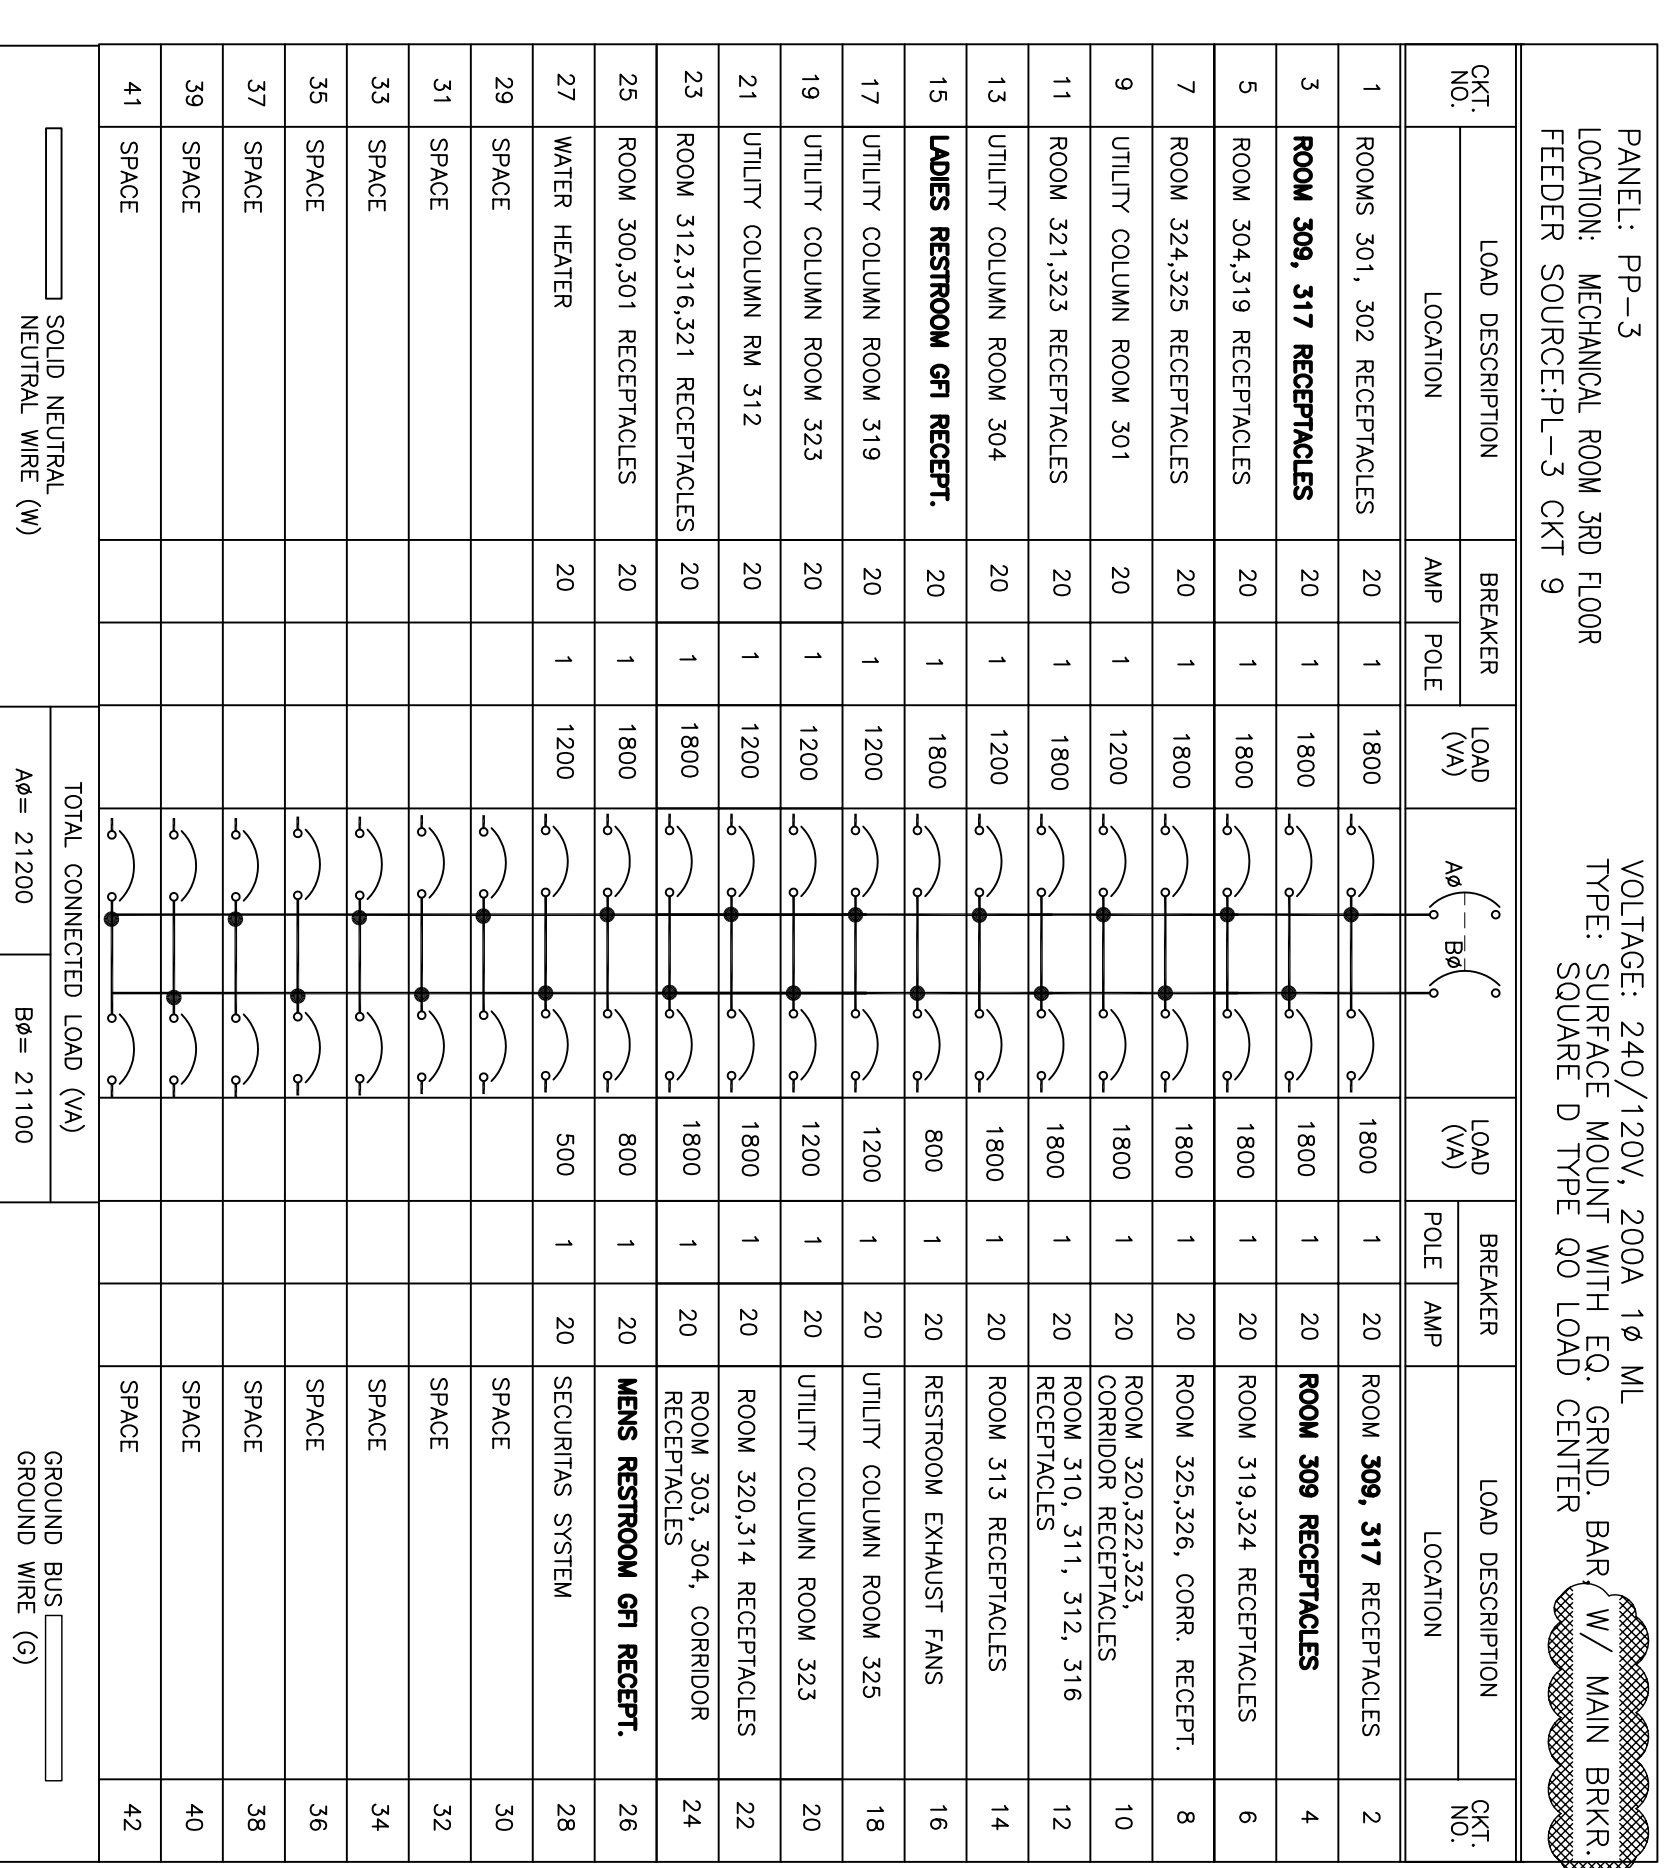 PANEL: PP-3
LOCATION: MECHANICAL ROOM 3RD FLOOR
FEEDER SOURCE:PL-3 CKT 9
VOLTAGE: 240/120V, 200A 1ø ML
TYPE: SURFACE MOUNT WITH EQ. GRND. BAR, W/ MAIN BRKR.
SQUARE D TYPE QO LOAD CENTER
CKT. NO. LOAD DESCRIPTION LOCATION BREAKER AMP POLE LOAD (VA) Aø Bø LOAD (VA) BREAKER POLE AMP LOAD DESCRIPTION LOCATION CKT. NO.
1 ROOMS 301, 302 RECEPTACLES 20 1 1800 1800 1 20 ROOM 309, 317 RECEPTACLES 2
3 ROOM 309, 317 RECEPTACLES 20 1 1800 1800 1 20 ROOM 309 RECEPTACLES 4
5 ROOM 304,319 RECEPTACLES 20 1 1800 1800 1 20 ROOM 319,324 RECEPTACLES 6
7 ROOM 324,325 RECEPTACLES 20 1 1800 1800 1 20 ROOM 325,326, CORR. RECEPT. 8
9 UTILITY COLUMN ROOM 301 20 1 1200 1800 1 20 ROOM 320,322,323, CORRIDOR RECEPTACLES 10
11 ROOM 321,323 RECEPTACLES 20 1 1800 1800 1 20 ROOM 310, 311, 312, 316 RECEPTACLES 12
13 UTILITY COLUMN ROOM 304 20 1 1200 1800 1 20 ROOM 313 RECEPTACLES 14
15 LADIES RESTROOM GFI RECEPT. 20 1 1800 800 1 20 RESTROOM EXHAUST FANS 16
17 UTILITY COLUMN ROOM 319 20 1 1200 1200 1 20 UTILITY COLUMN ROOM 325 18
19 UTILITY COLUMN ROOM 323 20 1 1200 1200 1 20 UTILITY COLUMN ROOM 323 20
21 UTILITY COLUMN RM 312 20 1 1200 1800 1 20 ROOM 320,314 RECEPTACLES 22
23 ROOM 312,316,321 RECEPTACLES 20 1 1800 1800 1 20 ROOM 303, 304, CORRIDOR RECEPTACLES 24
25 ROOM 300,301 RECEPTACLES 20 1 1800 800 1 20 MENS RESTROOM GFI RECEPT. 26
27 WATER HEATER 20 1 1200 500 1 20 SECURITAS SYSTEM 28
29 SPACE SPACE 30
31 SPACE SPACE 32
33 SPACE SPACE 34
35 SPACE SPACE 36
37 SPACE SPACE 38
39 SPACE SPACE 40
41 SPACE SPACE 42
SOLID NEUTRAL
NEUTRAL WIRE (W)
TOTAL CONNECTED LOAD (VA)
Aø= 21200 Bø= 21100
GROUND BUS
GROUND WIRE (G)